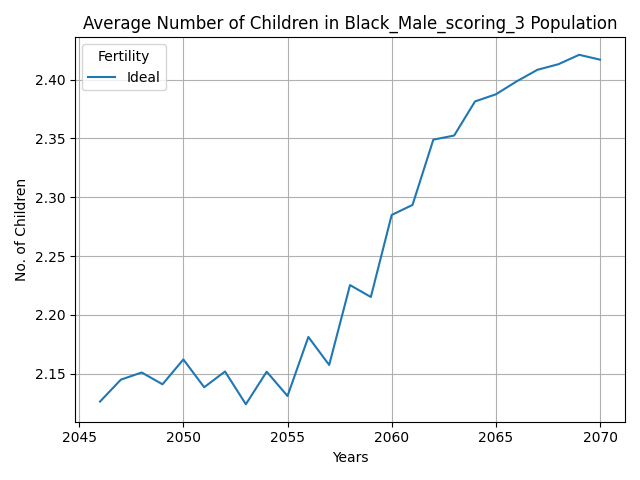 Average Number of Children in Black_Male_scoring_3 Population
Fertility
Ideal
No. of Children
2.40
2.35
2.30
2.25
2.20
2.15
2045 2050 2055 2060 2065 2070
Years